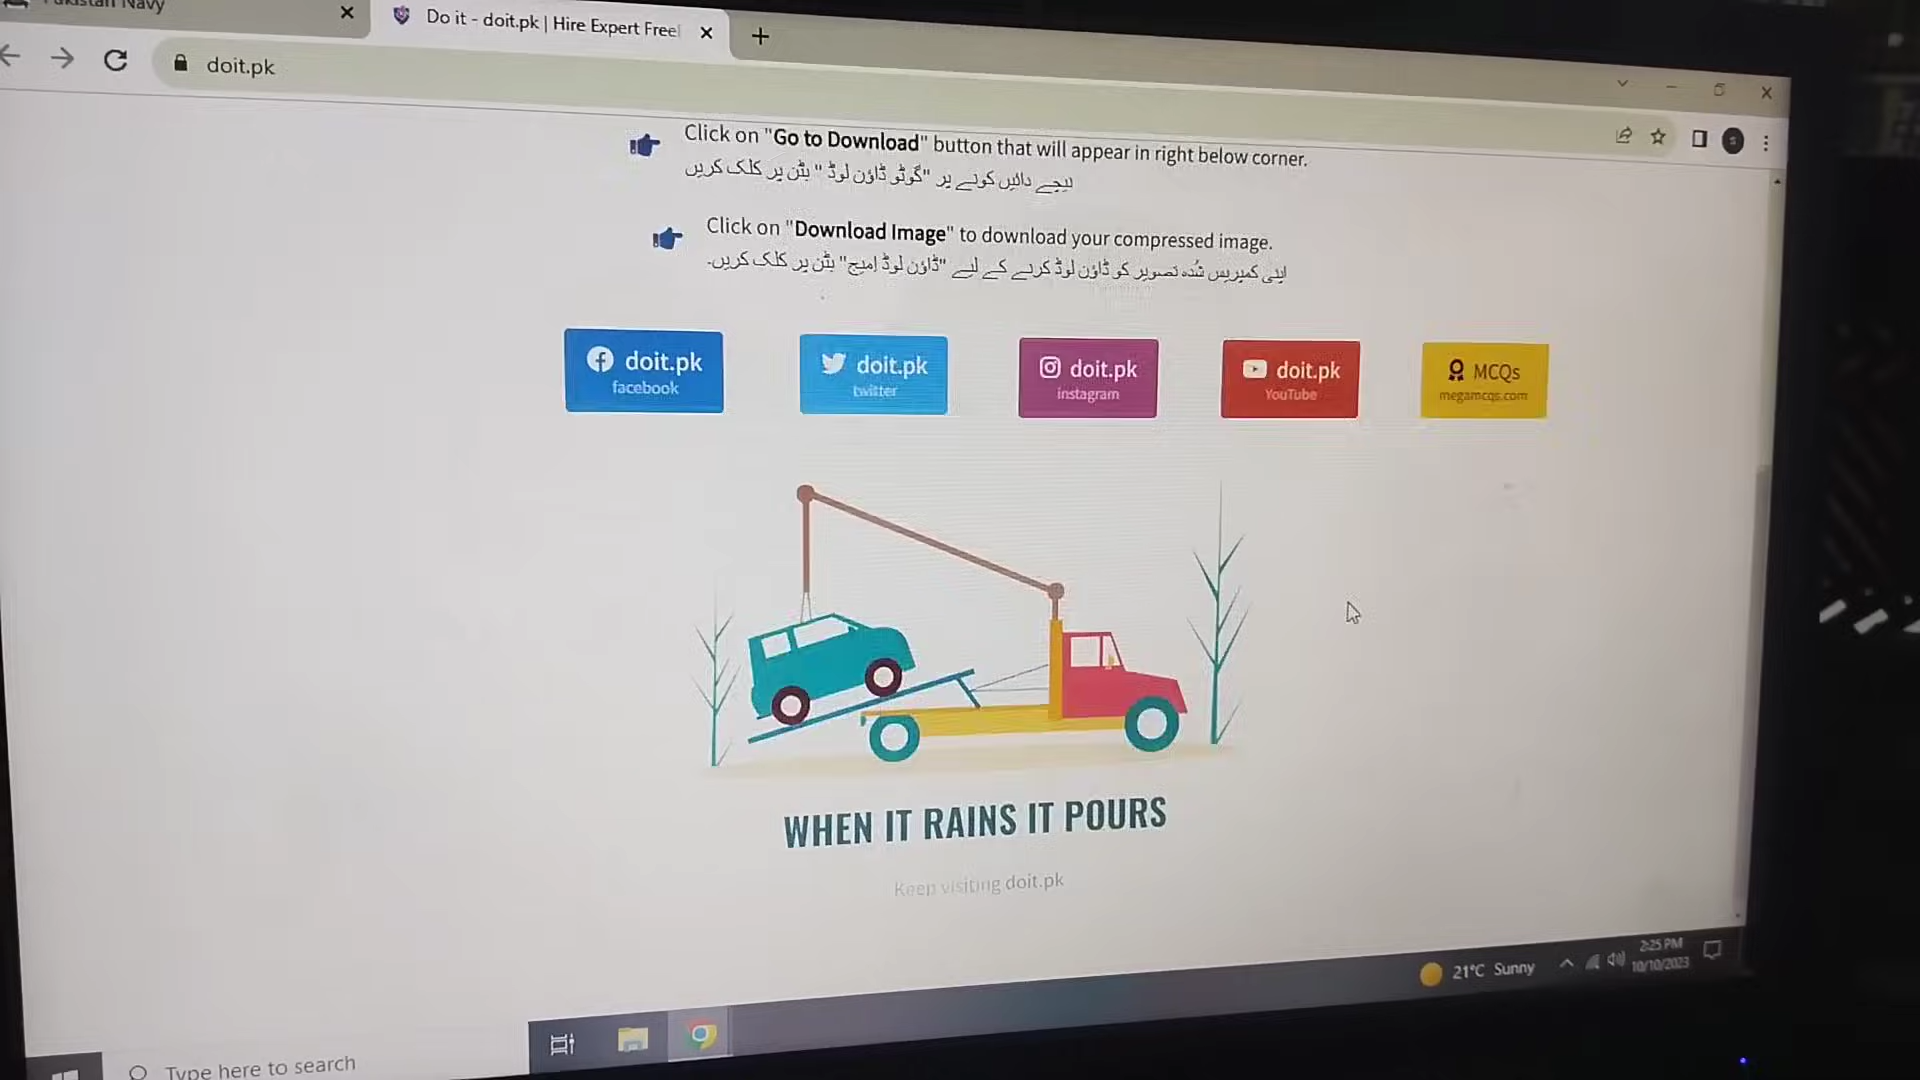 Pakistan Navy
Do it - doit.pk | Hire Expert Freel
doit.pk
Click on "Go to Download" button that will appear in right below corner.
نیچے دائیں کونے پر "گوٹو ڈاؤن لوڈ " بٹن پر کلک کریں
Click on "Download Image" to download your compressed image.
اپنی کمپریس شُدہ تصویر کو ڈاؤن لوڈ کرنے کے لیے "ڈاؤن لوڈ اِمیج" بٹن پر کلک کریں۔
doit.pk
facebook
doit.pk
twitter
doit.pk
instagram
doit.pk
YouTube
MCQs
megamcqs.com
WHEN IT RAINS IT POURS
Keep visiting doit.pk
21°C Sunny
2:25 PM
10/10/2023
Type here to search